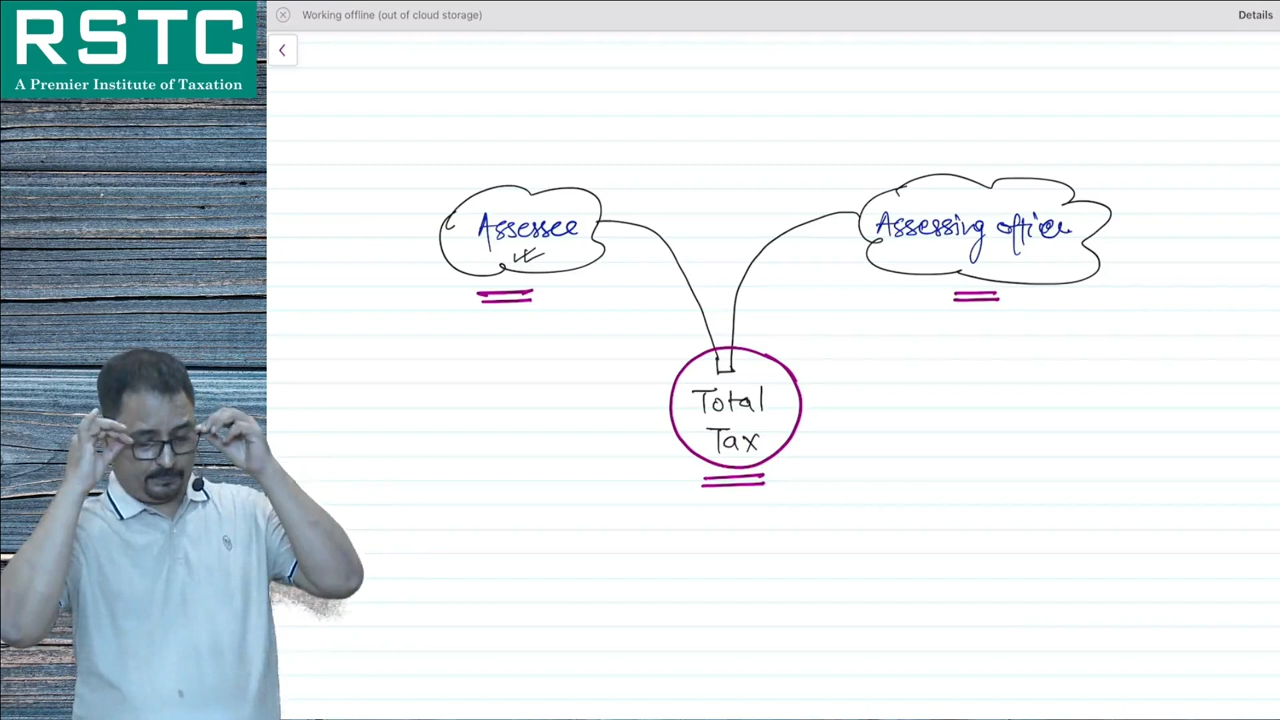 RSTC
A Premier Institute of Taxation
Working offline (out of cloud storage)
Details
Assessee
Assessing officer
Total
Tax